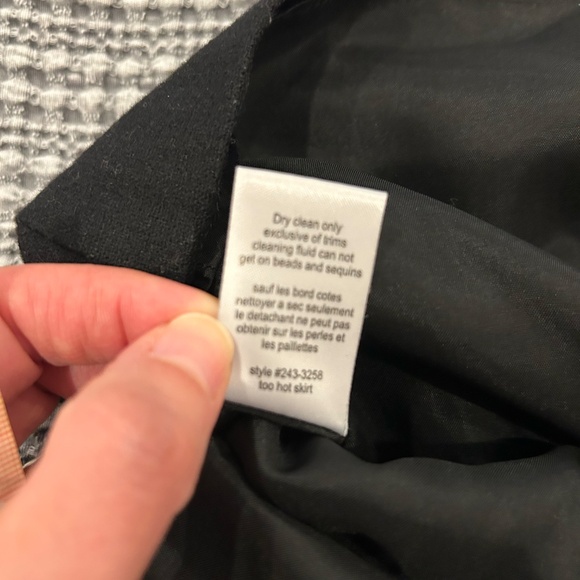 Dry clean only
exclusive of trims
cleaning fluid can not
get on beads and sequins
sauf les bord cotes
nettoyer a sec seulement
le detachant ne peut pas
obtenir sur les perles et
les paillettes
style #243-3256
too hot skirt